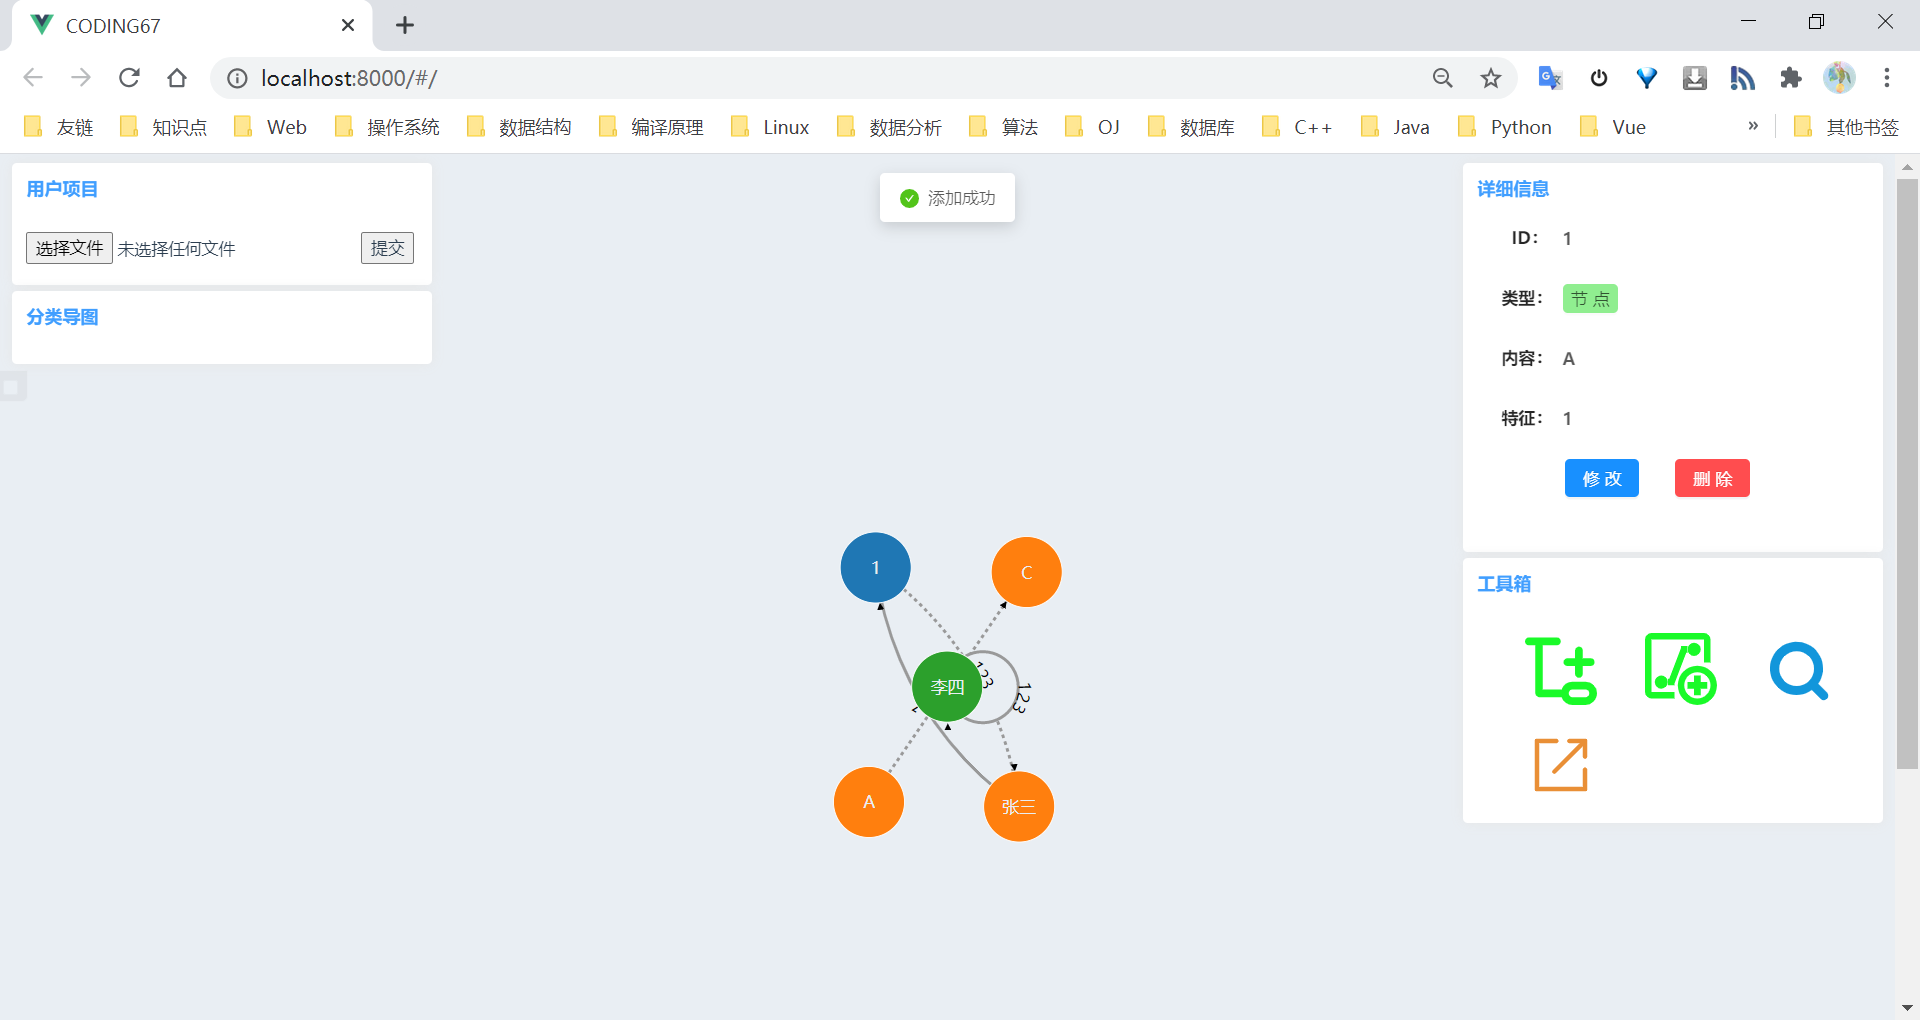 CODING67
localhost:8000/#/
友链 知识点 Web 操作系统 数据结构 编译原理 Linux 数据分析 算法 OJ 数据库 C++ Java Python Vue » 其他书签
用户项目
选择文件 未选择任何文件 提交
分类导图
添加成功
1
C
李四
123
123
A
张三
详细信息
ID: 1
类型: 节 点
内容: A
特征: 1
修 改 删 除
工具箱